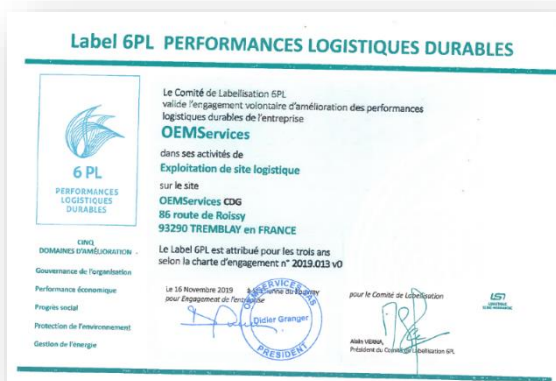 Label 6PL PERFORMANCES LOGISTIQUES DURABLES
6 PL
PERFORMANCES
LOGISTIQUES
DURABLES
CINQ
DOMAINES D'AMÉLIORATION
Gouvernance de l'organisation
Performance économique
Progrès social
Protection de l'environnement
Gestion de l'énergie
Le Comité de Labellisation 6PL
valide l'engagement volontaire d'amélioration des performances
logistiques durables de l'entreprise
OEMServices
dans ses activités de
Exploitation de site logistique
sur le site
OEMServices CDG
86 route de Roissy
93290 TREMBLAY en FRANCE
Le Label 6PL est attribué pour les trois ans
selon la charte d'engagement n° 2019.013 v0
Le 16 Novembre 2019
pour Engagement de l'entreprise
Didier Granger
PRESIDENT
pour le Comité de Labellisation
Président du Comité de Labellisation 6PL